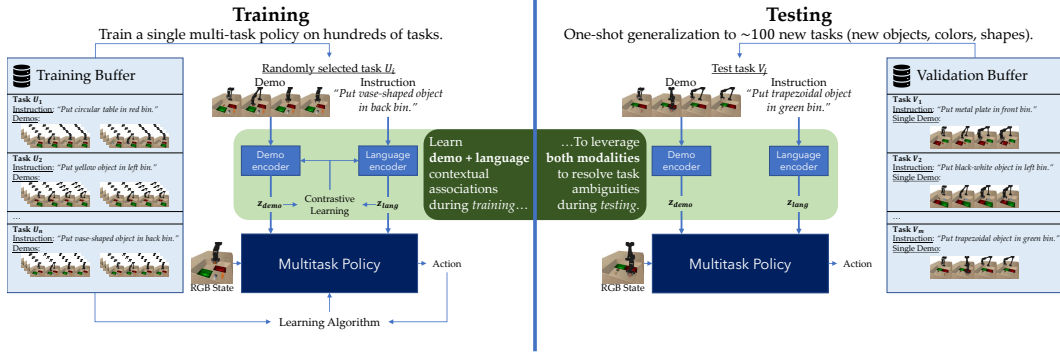 Training
Train a single multi-task policy on hundreds of tasks.
Training Buffer
Task U₁
Instruction: "Put circular table in red bin."
Demos:
Task U₂
Instruction: "Put yellow object in left bin."
Demos:
...
Task Uₙ
Instruction: "Put vase-shaped object in back bin."
Demos:
Randomly selected task Uᵢ
Demo
Instruction
"Put vase-shaped object
in back bin."
Demo
encoder
Language
encoder
Contrastive
Learning
z_demo
z_lang
Learn
demo + language
contextual
associations
during training…
Multitask Policy
RGB State
Action
Learning Algorithm
Testing
One-shot generalization to ~100 new tasks (new objects, colors, shapes).
Test task Vⱼ
Demo
Instruction
"Put trapezoidal object
in green bin."
…To leverage
both modalities
to resolve task
ambiguities
during testing.
Demo
encoder
Language
encoder
z_demo
z_lang
Multitask Policy
RGB State
Action
Validation Buffer
Task V₁
Instruction: "Put metal plate in front bin."
Single Demo:
Task V₂
Instruction: "Put black-white object in left bin."
Single Demo:
...
Task Vₘ
Instruction: "Put trapezoidal object in green bin."
Single Demo: